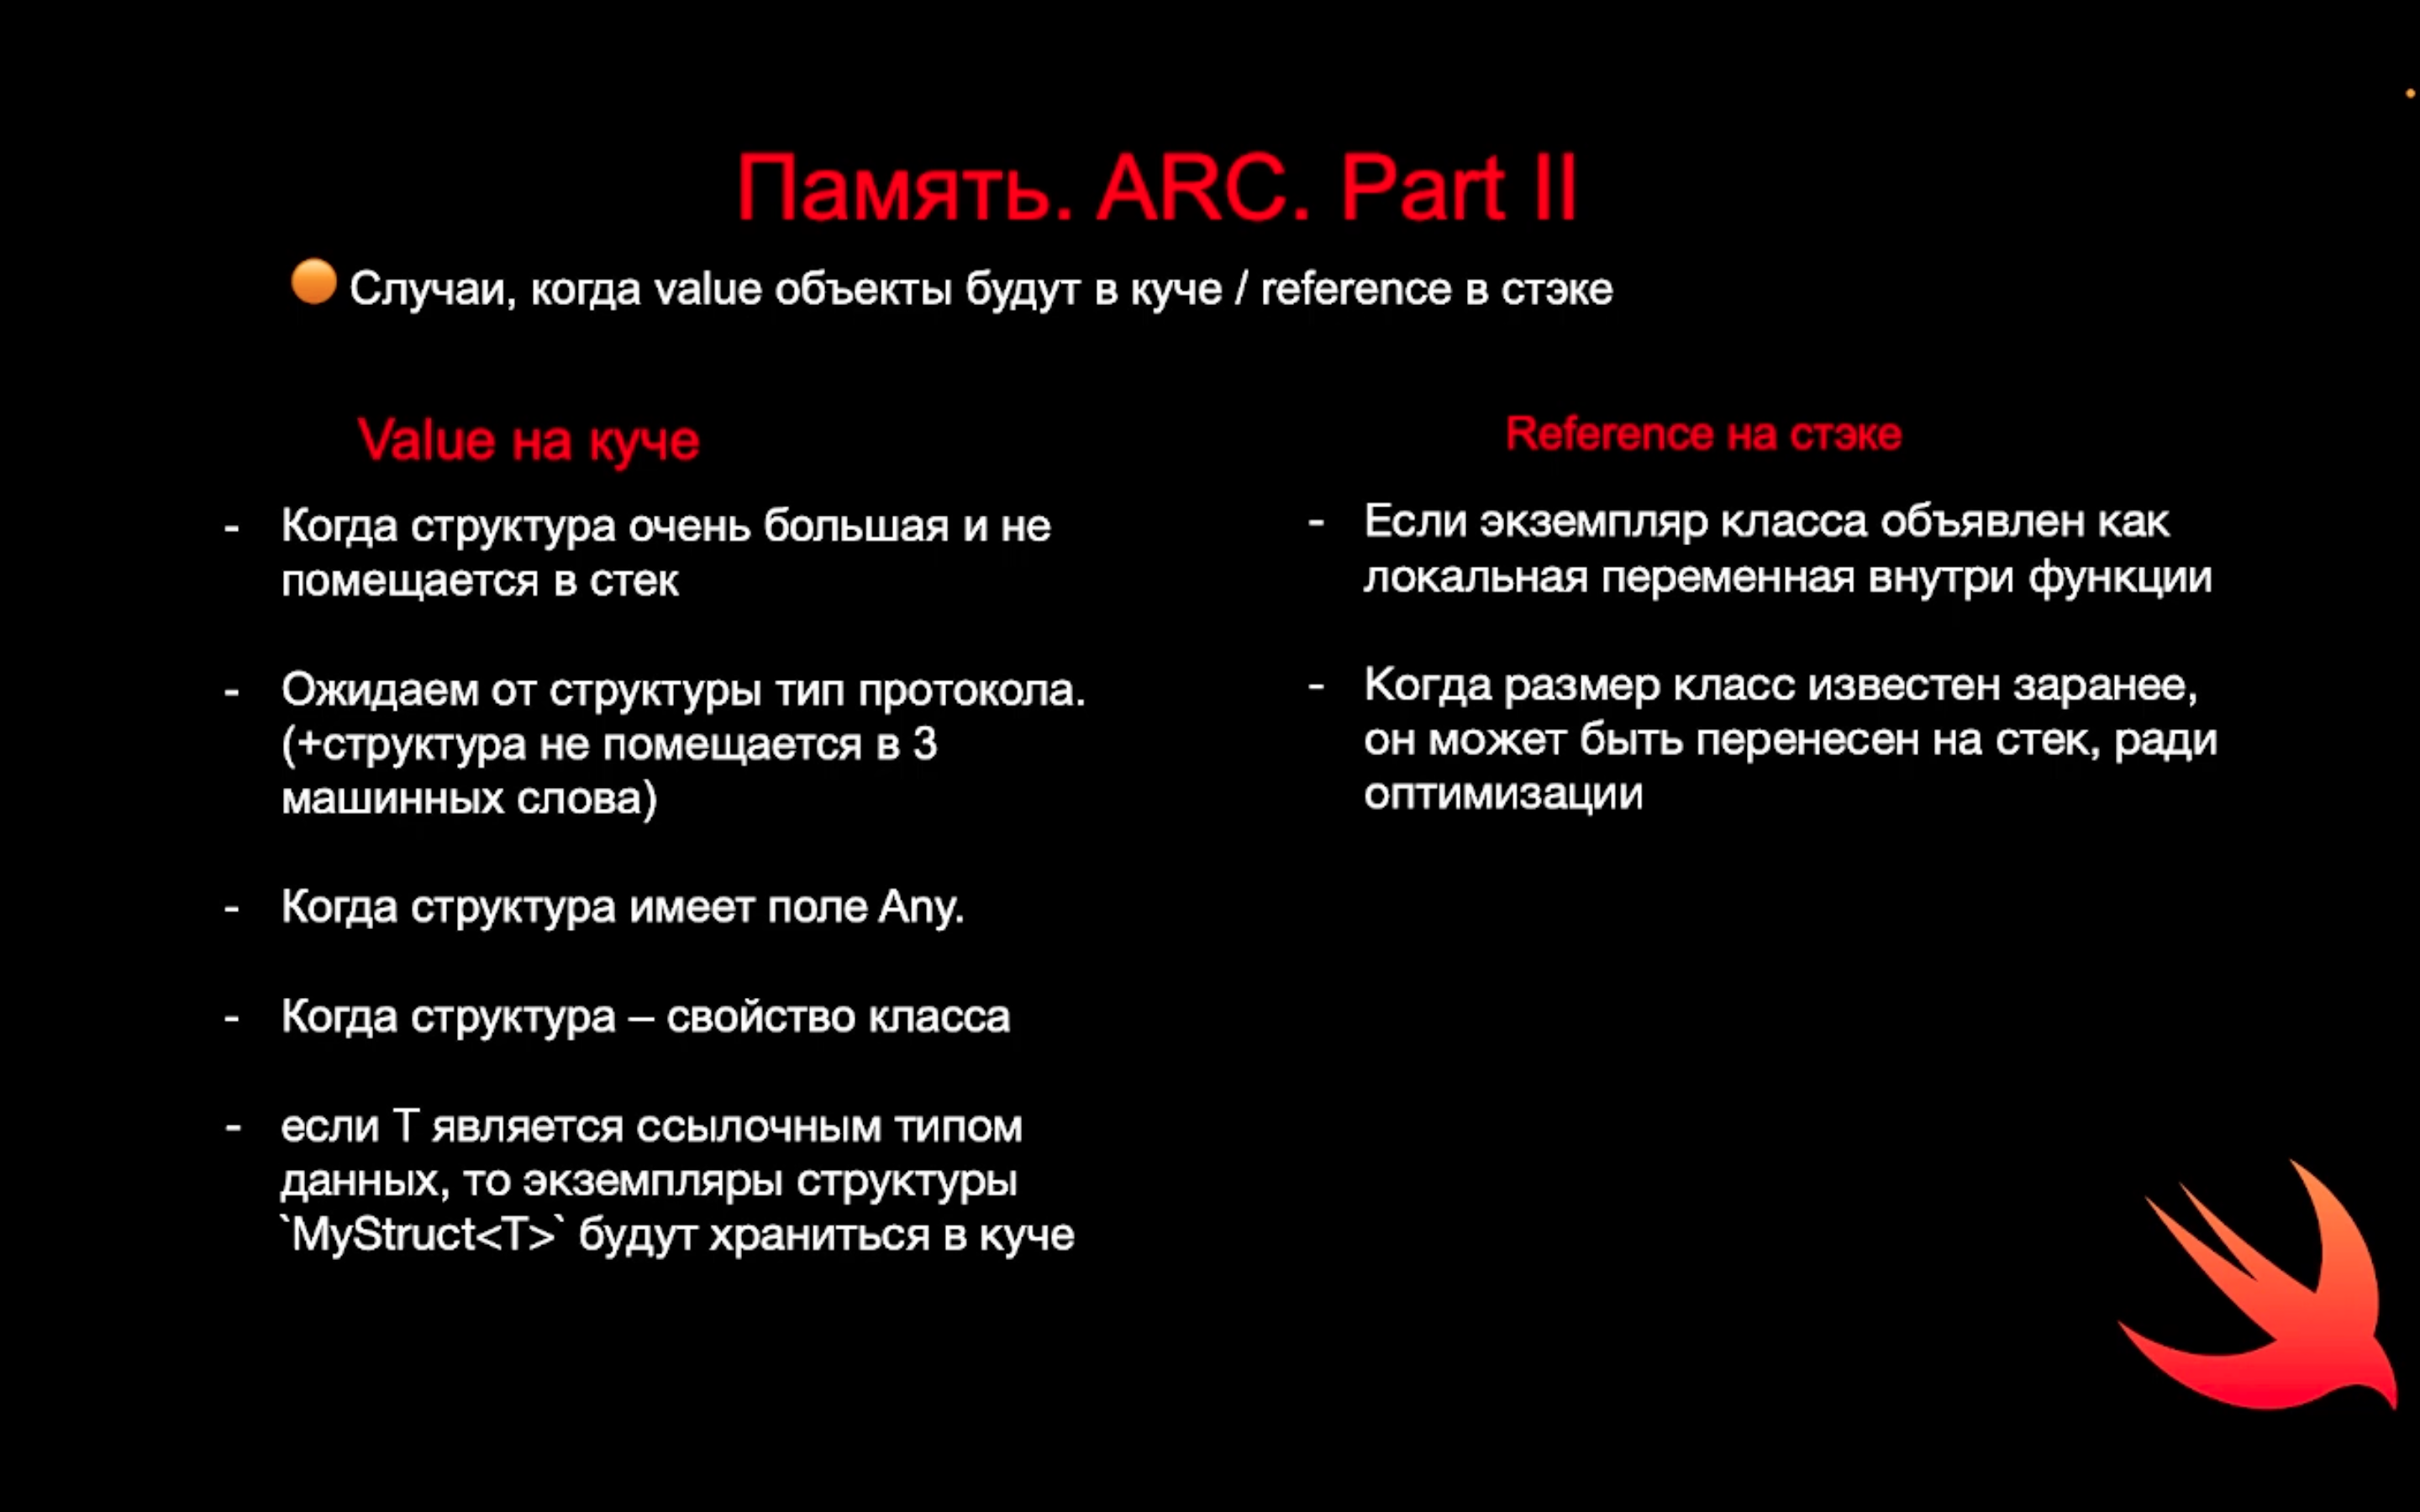 Память. ARC. Part II
Случаи, когда value объекты будут в куче / reference в стэке
Value на куче
- Когда структура очень большая и не
помещается в стек
- Ожидаем от структуры тип протокола.
(+структура не помещается в 3
машинных слова)
- Когда структура имеет поле Any.
- Когда структура – свойство класса
- если T является ссылочным типом
данных, то экземпляры структуры
`MyStruct<T>` будут храниться в куче
Reference на стэке
- Если экземпляр класса объявлен как
локальная переменная внутри функции
- Когда размер класс известен заранее,
он может быть перенесен на стек, ради
оптимизации